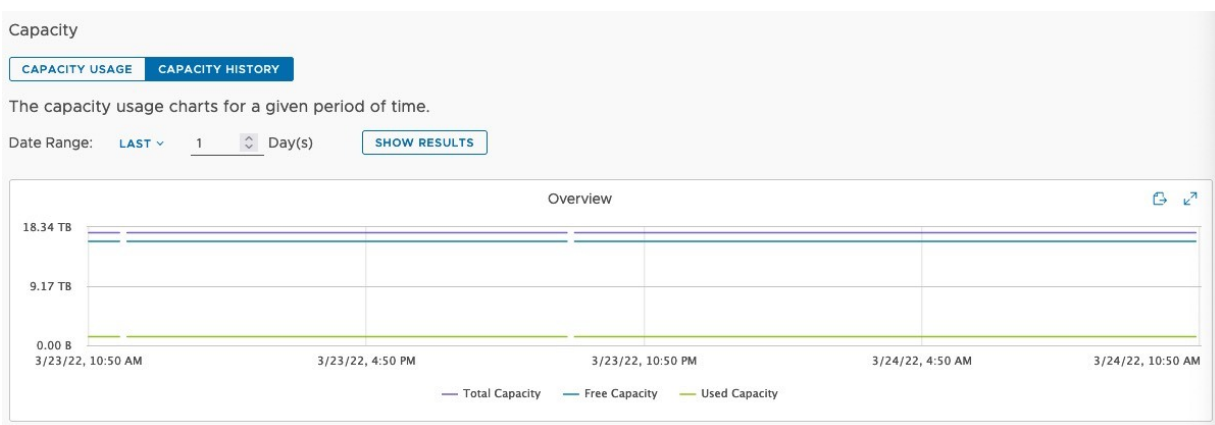 Capacity
CAPACITY USAGE CAPACITY HISTORY
The capacity usage charts for a given period of time.
Date Range: LAST 1 Day(s) SHOW RESULTS
Overview
18.34 TB
9.17 TB
0.00 B
3/23/22, 10:50 AM 3/23/22, 4:50 PM 3/23/22, 10:50 PM 3/24/22, 4:50 AM 3/24/22, 10:50 AM
Total Capacity Free Capacity Used Capacity